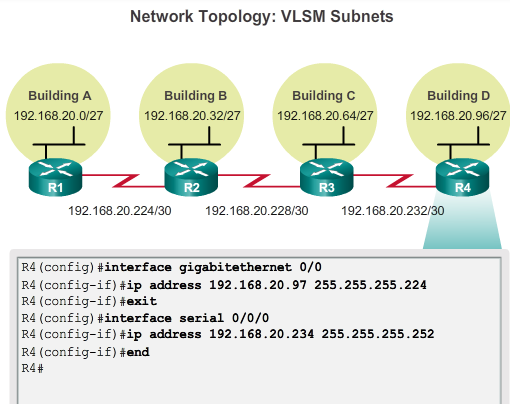 Network Topology: VLSM Subnets
Building A
192.168.20.0/27
Building B
192.168.20.32/27
Building C
192.168.20.64/27
Building D
192.168.20.96/27
R1
R2
R3
R4
192.168.20.224/30
192.168.20.228/30
192.168.20.232/30
R4(config)#interface gigabitethernet 0/0
R4(config-if)#ip address 192.168.20.97 255.255.255.224
R4(config-if)#exit
R4(config)#interface serial 0/0/0
R4(config-if)#ip address 192.168.20.234 255.255.255.252
R4(config-if)#end
R4#